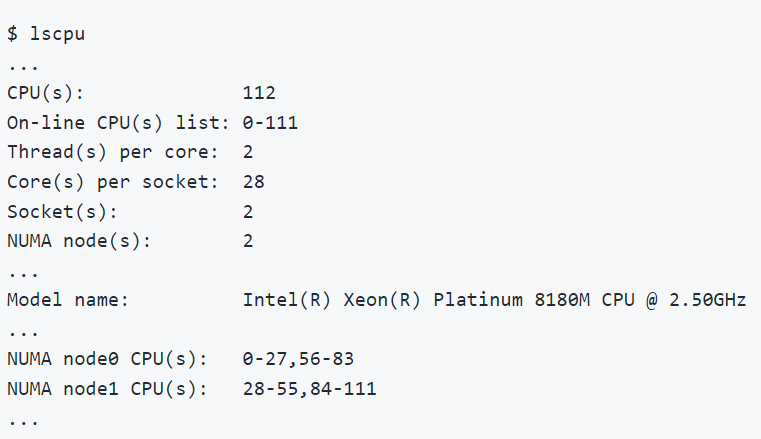 $ lscpu
...
CPU(s):                112
On-line CPU(s) list: 0-111
Thread(s) per core:  2
Core(s) per socket:  28
Socket(s):             2
NUMA node(s):          2
...
Model name:            Intel(R) Xeon(R) Platinum 8180M CPU @ 2.50GHz
...
NUMA node0 CPU(s):   0-27,56-83
NUMA node1 CPU(s):   28-55,84-111
...